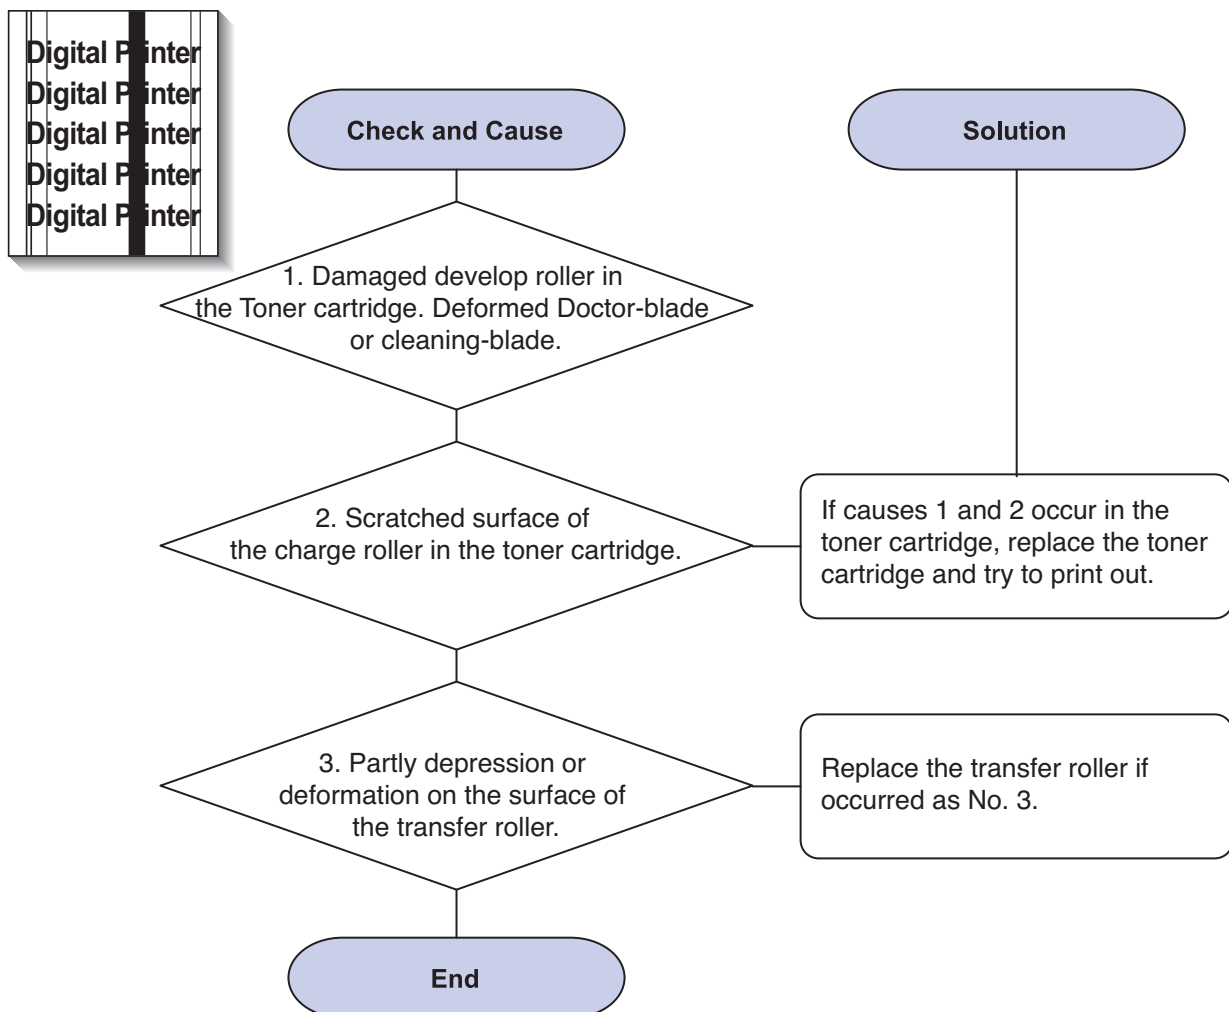 Digital Printer
Digital Printer
Digital Printer
Digital Printer
Digital Printer
Check and Cause
Solution
1. Damaged develop roller in
the Toner cartridge. Deformed Doctor-blade
or cleaning-blade.
2. Scratched surface of
the charge roller in the toner cartridge.
If causes 1 and 2 occur in the
toner cartridge, replace the toner
cartridge and try to print out.
3. Partly depression or
deformation on the surface of
the transfer roller.
Replace the transfer roller if
occurred as No. 3.
End